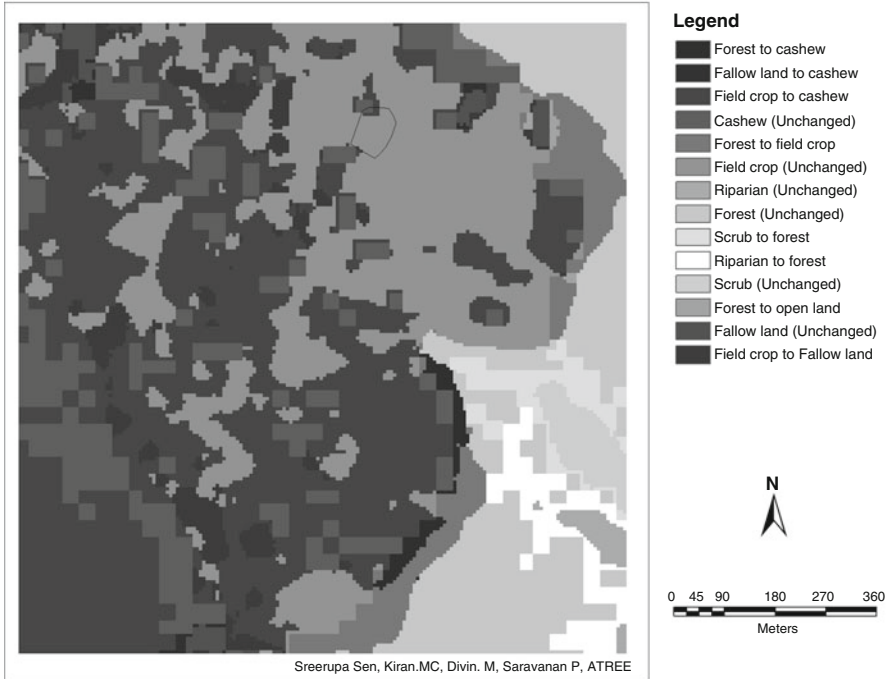 Legend
Forest to cashew
Fallow land to cashew
Field crop to cashew
Cashew (Unchanged)
Forest to field crop
Field crop (Unchanged)
Riparian (Unchanged)
Forest (Unchanged)
Scrub to forest
Riparian to forest
Scrub (Unchanged)
Forest to open land
Fallow land (Unchanged)
Field crop to Fallow land
N
0 45 90 180 270 360
Meters
Sreerupa Sen, Kiran.MC, Divin. M, Saravanan P, ATREE